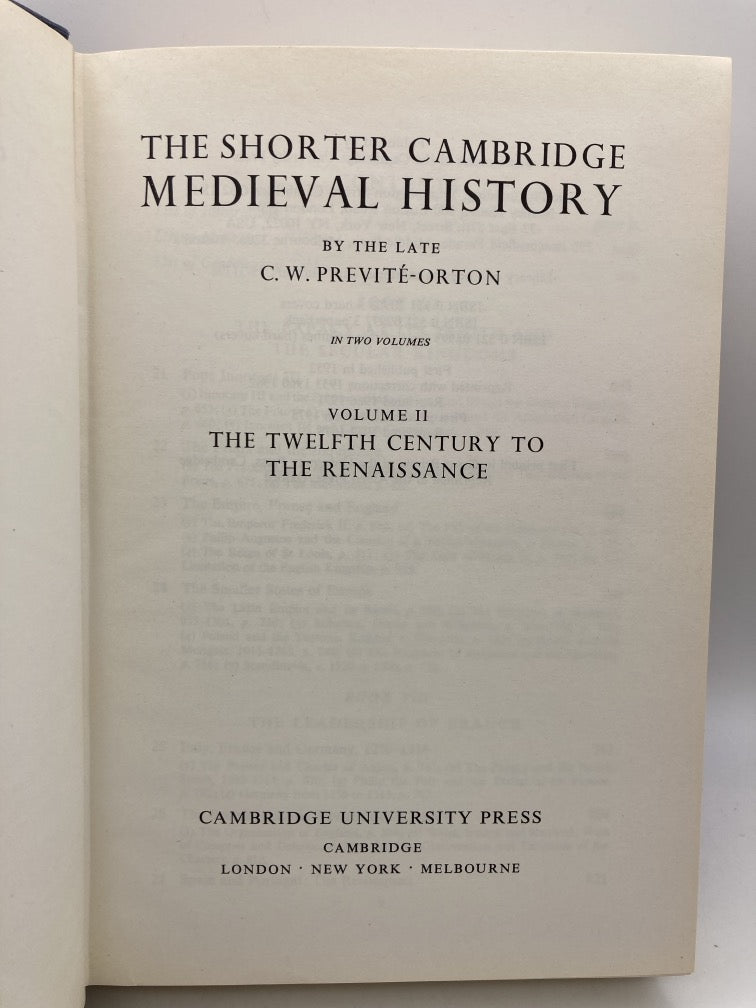 THE SHORTER CAMBRIDGE
MEDIEVAL HISTORY
BY THE LATE
C. W. PREVITÉ-ORTON
IN TWO VOLUMES
VOLUME II
THE TWELFTH CENTURY TO
THE RENAISSANCE
CAMBRIDGE UNIVERSITY PRESS
CAMBRIDGE
LONDON · NEW YORK · MELBOURNE